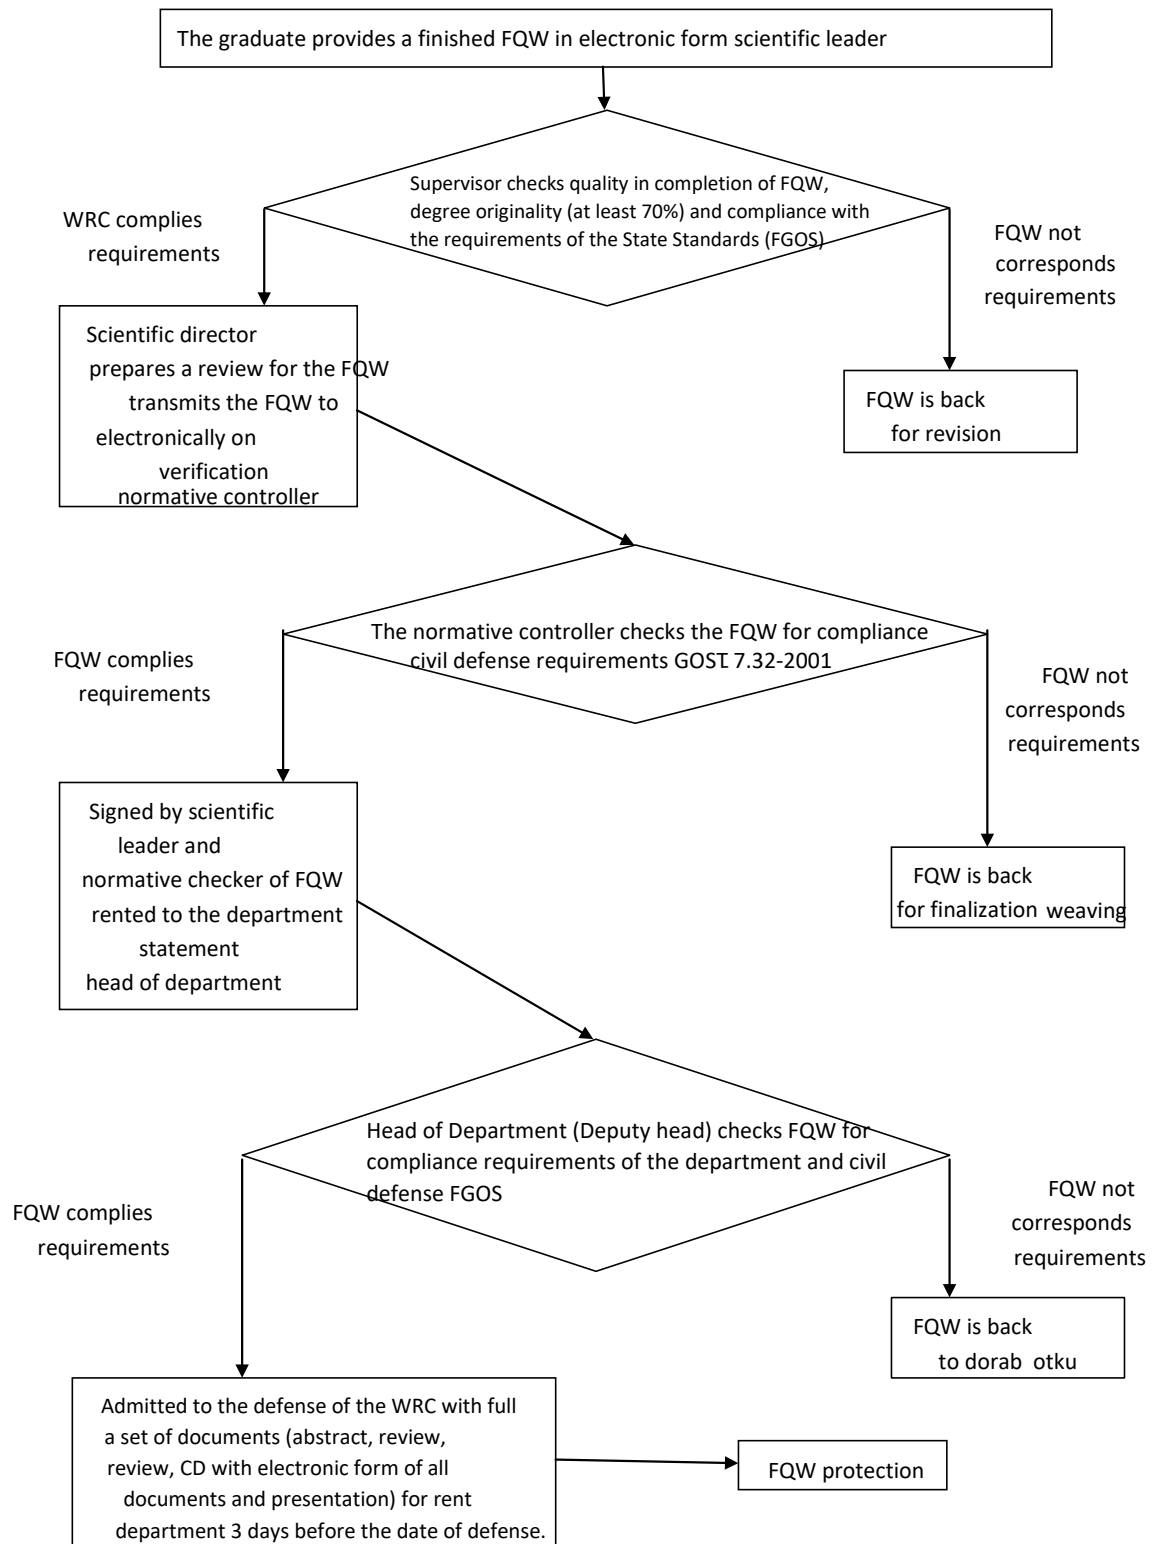 The graduate provides a finished FQW in electronic form scientific leader
Supervisor checks quality in completion of FQW,
degree originality (at least 70%) and compliance with
the requirements of the State Standards (FGOS)
WRC complies
requirements
FQW not
corresponds
requirements
Scientific director
prepares a review for the FQW
transmits the FQW to
electronically on
verification
normative controller
FQW is back
for revision
The normative controller checks the FQW for compliance
civil defense requirements GOST 7.32-2001
FQW complies
requirements
FQW not
corresponds
requirements
Signed by scientific
leader and
normative checker of FQW
rented to the department
statement
head of department
FQW is back
for finalization weaving
Head of Department (Deputy head) checks FQW for
compliance requirements of the department and civil
defense FGOS
FQW complies
requirements
FQW not
corresponds
requirements
FQW is back
to dorab otku
Admitted to the defense of the WRC with full
a set of documents (abstract, review,
review, CD with electronic form of all
documents and presentation) for rent
department 3 days before the date of defense.
FQW protection